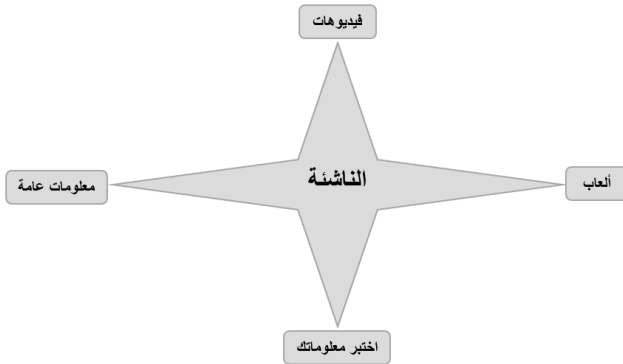 فيديوهات
الناشئة
ألعاب
معلومات عامة
اختبر معلوماتك